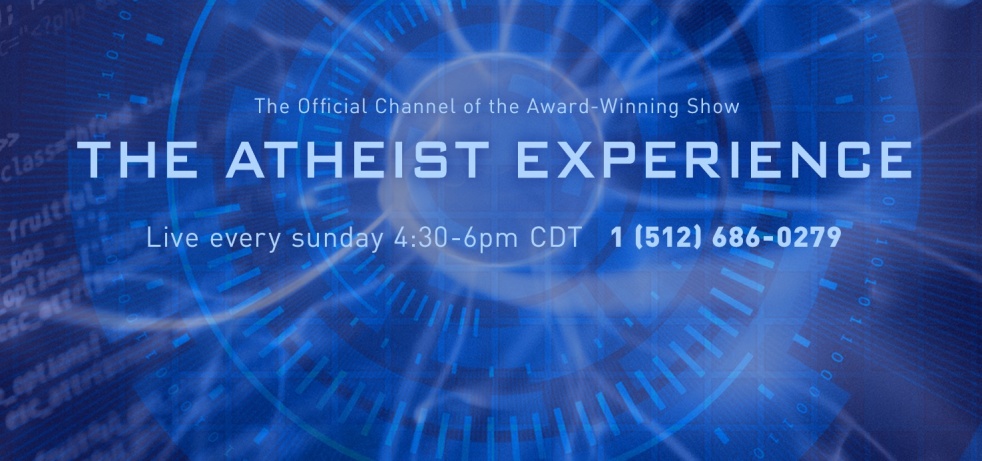 The Official Channel of the Award-Winning Show
THE ATHEIST EXPERIENCE
Live every sunday 4:30-6pm CDT 1 (512) 686-0279